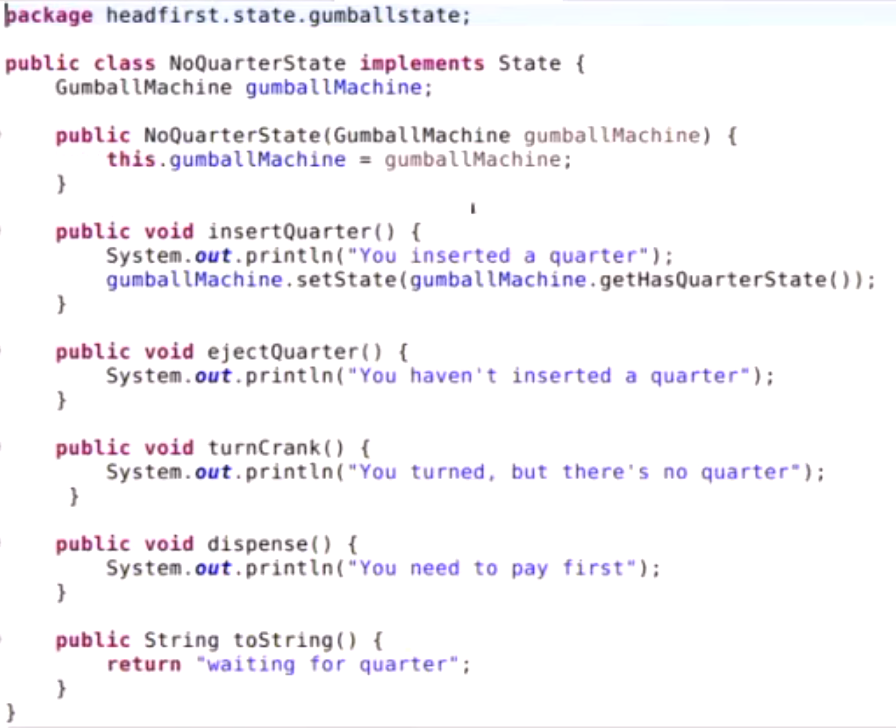 package headfirst.state.gumballstate;
public class NoQuarterState implements State {
GumballMachine gumballMachine;
public NoQuarterState(GumballMachine gumballMachine) {
this.gumballMachine = gumballMachine;
}
public void insertQuarter() {
System.out.println("You inserted a quarter");
gumballMachine.setState(gumballMachine.getHasQuarterState());
}
public void ejectQuarter() {
System.out.println("You haven't inserted a quarter");
}
public void turnCrank() {
System.out.println("You turned, but there's no quarter");
}
public void dispense() {
System.out.println("You need to pay first");
}
public String toString() {
return "waiting for quarter";
}
}